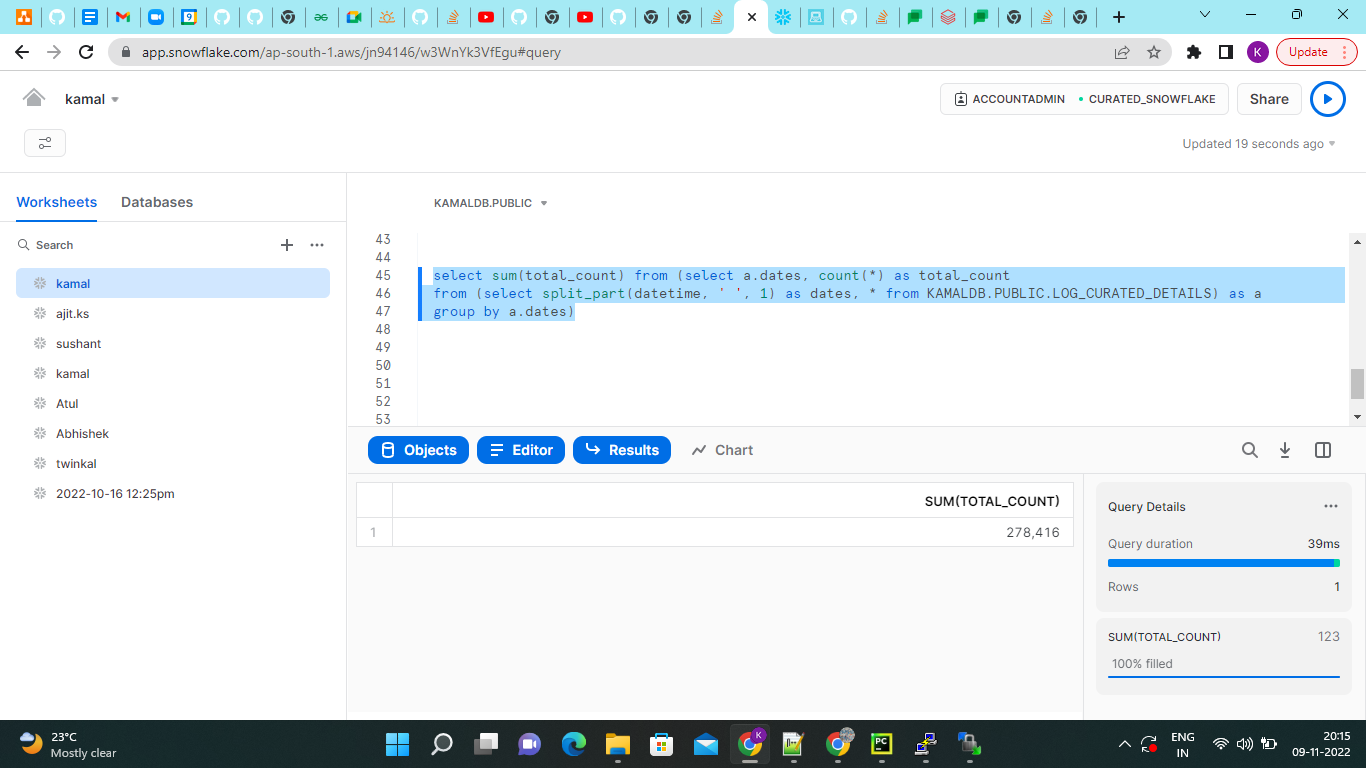 app.snowflake.com/ap-south-1.aws/jn94146/w3WnYk3VfEgu#query
K
Update
kamal
ACCOUNTADMIN
CURATED_SNOWFLAKE
Share
Updated 19 seconds ago
Worksheets
Databases
Search
kamal
ajit.ks
sushant
kamal
Atul
Abhishek
twinkal
2022-10-16 12:25pm
KAMALDB.PUBLIC
43
44
45 select sum(total_count) from (select a.dates, count(*) as total_count
46 from (select split_part(datetime, ' ', 1) as dates, * from KAMALDB.PUBLIC.LOG_CURATED_DETAILS) as a
47 group by a.dates)
48
49
50
51
52
53
Objects
Editor
Results
Chart
SUM(TOTAL_COUNT)
1 278,416
Query Details
Query duration 39ms
Rows 1
SUM(TOTAL_COUNT) 123
100% filled
23°C
Mostly clear
K
PC
ENG
IN
20:15
09-11-2022